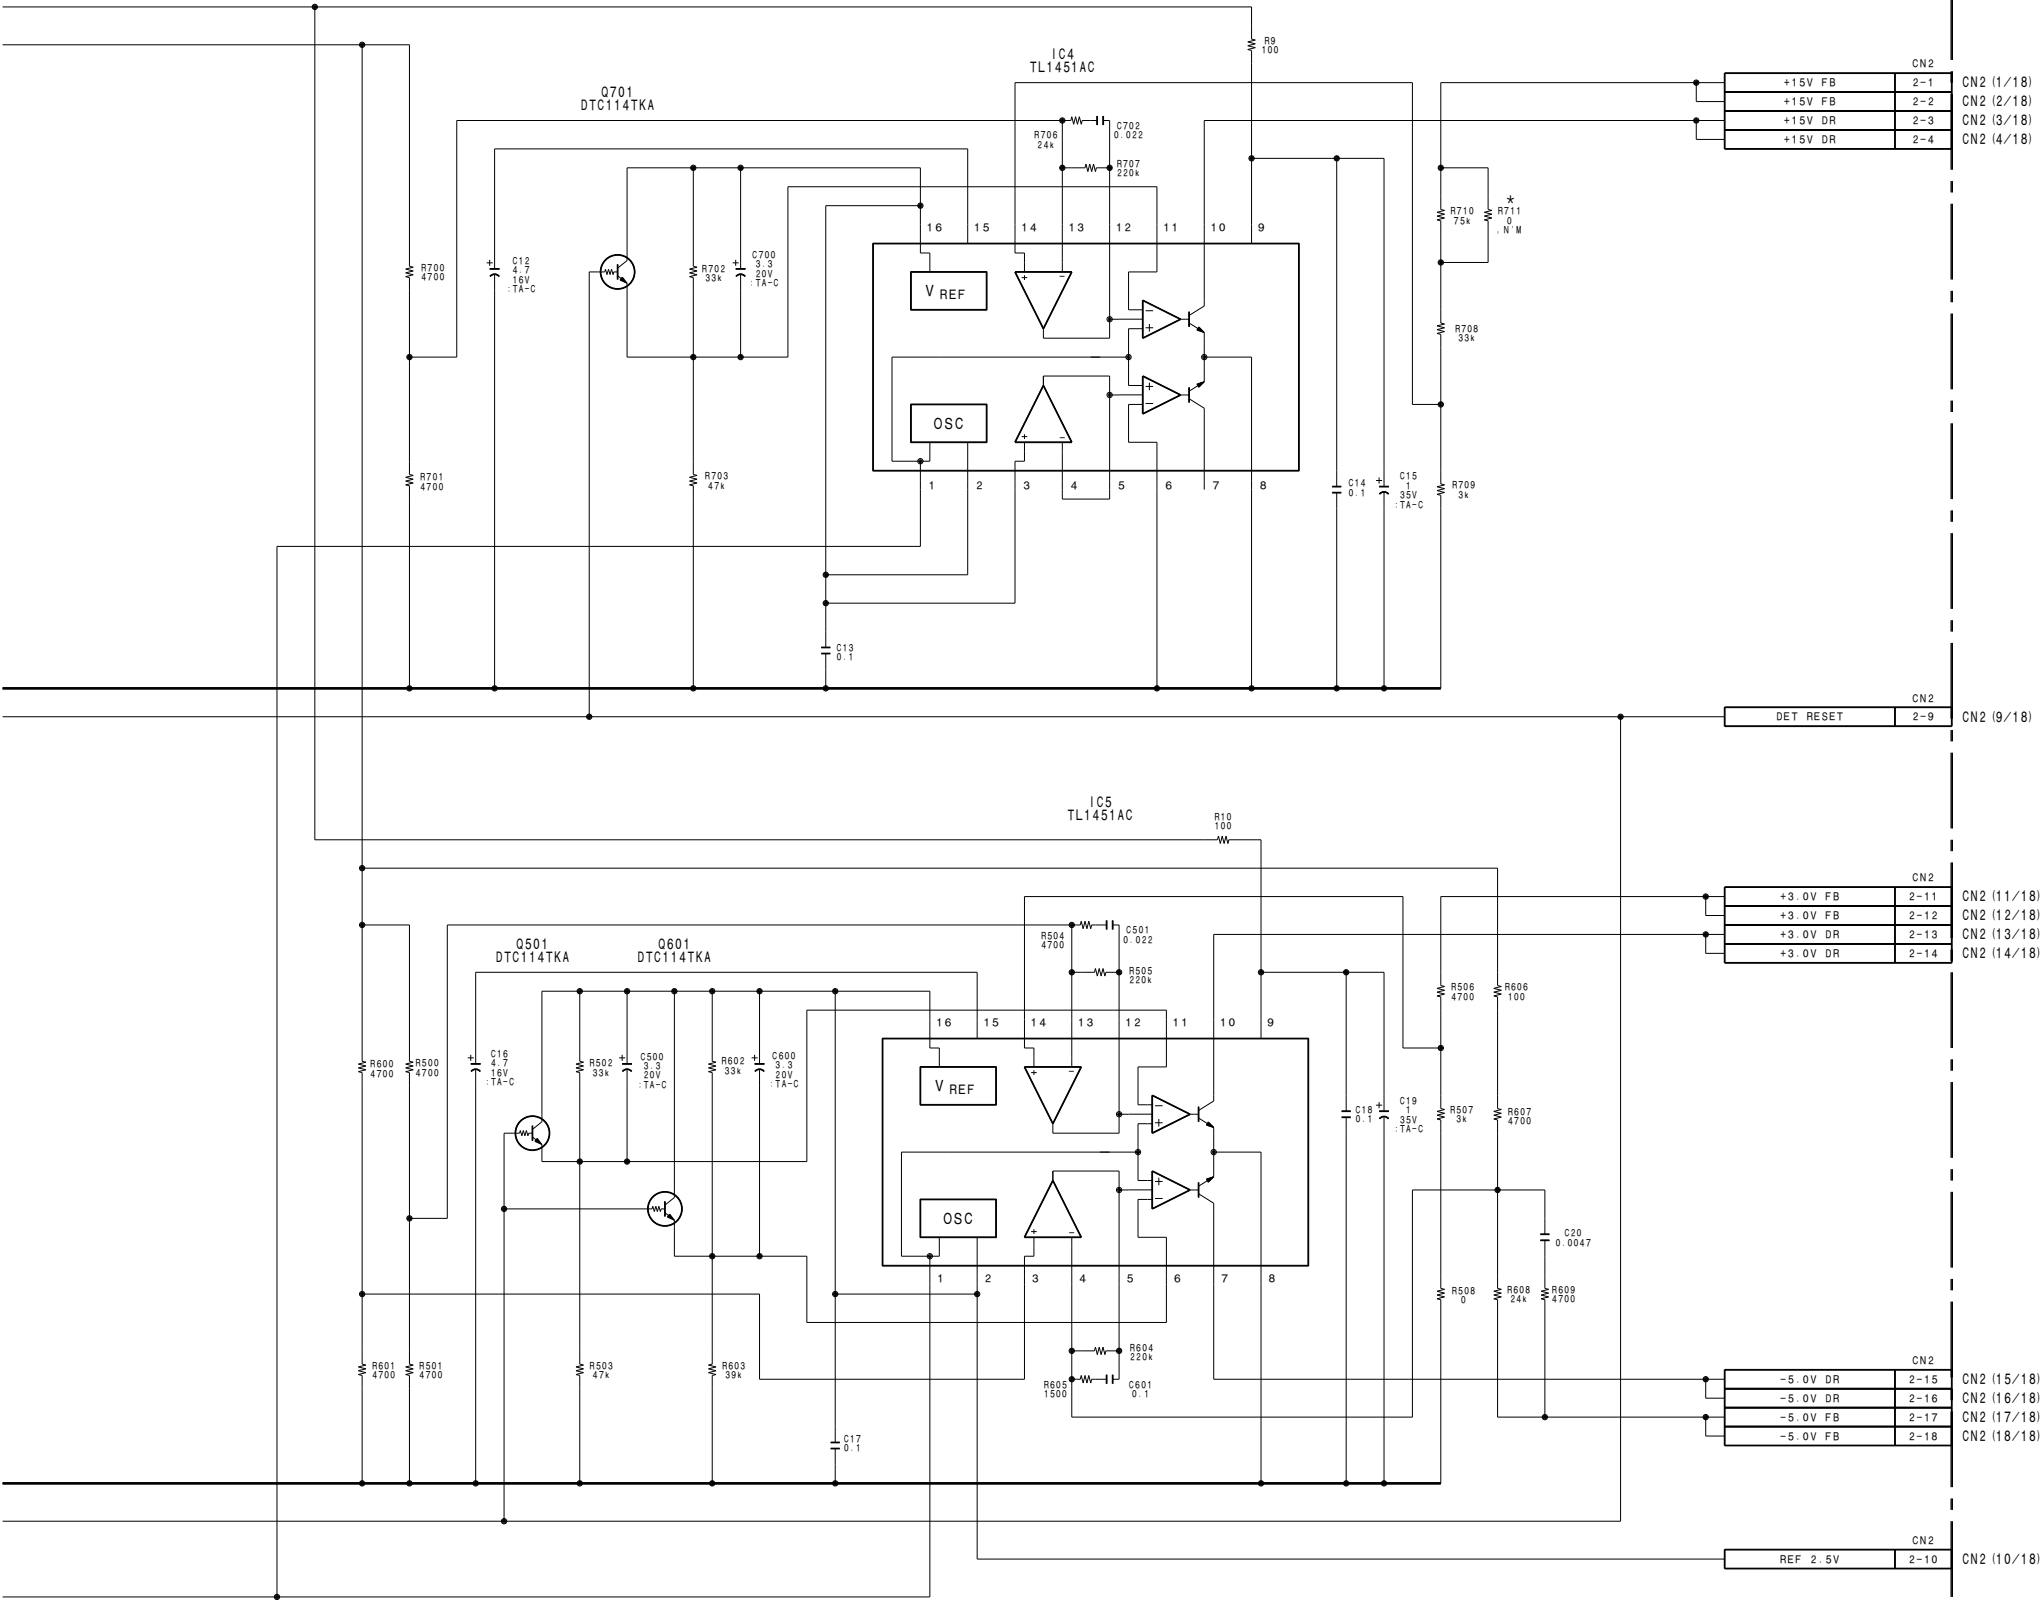 R9
100
IC4
TL1451AC
CN2
+15V FB 2-1 CN2 (1/18)
+15V FB 2-2 CN2 (2/18)
+15V DR 2-3 CN2 (3/18)
+15V DR 2-4 CN2 (4/18)
Q701
DTC114TKA
R706
24k
C702
0.022
R707
220k
16 15 14 13 12 11 10 9
R710
75k
*
R711
0
,N'M
R700
4700
C12
4.7
16V
:TA-C
R702
33k
C700
3.3
20V
:TA-C
V REF
+ −
−
+
R708
33k
OSC
+ −
+
−
R701
4700
R703
47k
1 2 3 4 5 6 7 8
C14
0.1
C15
1
35V
:TA-C
R709
3k
C13
0.1
CN2
DET RESET 2-9 CN2 (9/18)
IC5
TL1451AC
R10
100
CN2
+3.0V FB 2-11 CN2 (11/18)
+3.0V FB 2-12 CN2 (12/18)
+3.0V DR 2-13 CN2 (13/18)
+3.0V DR 2-14 CN2 (14/18)
Q501
DTC114TKA
Q601
DTC114TKA
R504
4700
C501
0.022
R505
220k
R506
4700
R606
100
16 15 14 13 12 11 10 9
R600
4700
R500
4700
C16
4.7
16V
:TA-C
R502
33k
C500
3.3
20V
:TA-C
R602
33k
C600
3.3
20V
:TA-C
V REF
+ −
−
+
C18
0.1
C19
1
35V
:TA-C
R507
3k
R607
4700
OSC
+ −
+
−
C20
0.0047
1 2 3 4 5 6 7 8
R508
0
R608
24k
R609
4700
R601
4700
R501
4700
R503
47k
R603
39k
R604
220k
R605
1500
C601
0.1
C17
0.1
CN2
-5.0V DR 2-15 CN2 (15/18)
-5.0V DR 2-16 CN2 (16/18)
-5.0V FB 2-17 CN2 (17/18)
-5.0V FB 2-18 CN2 (18/18)
CN2
REF 2.5V 2-10 CN2 (10/18)